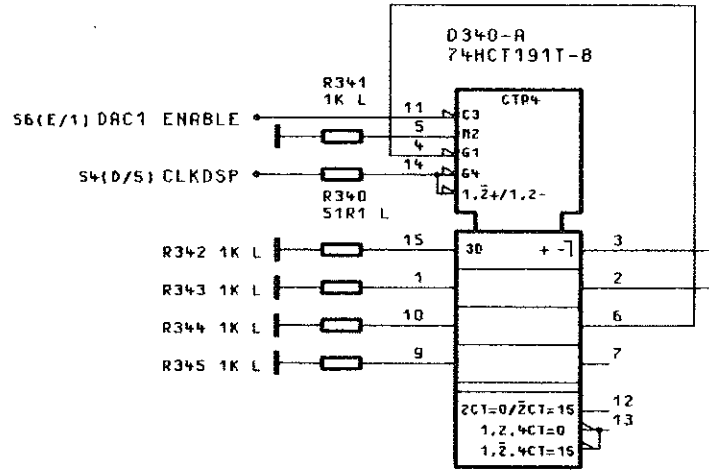 D340-A
74HCT191T-8
R341
1K L
CTR4
S6(E/1) DAC1 ENABLE
11
C3
5
M2
4
G1
S4(D/5) CLKDSP
14
G4
1,2̄+/1,2-
R340
51R1 L
R342 1K L
15
3D
+ -
3
R343 1K L
1
2
R344 1K L
10
6
R345 1K L
9
7
2CT=0/2̄CT=15
12
1,2,4CT=0
13
1,2̄,4CT=15